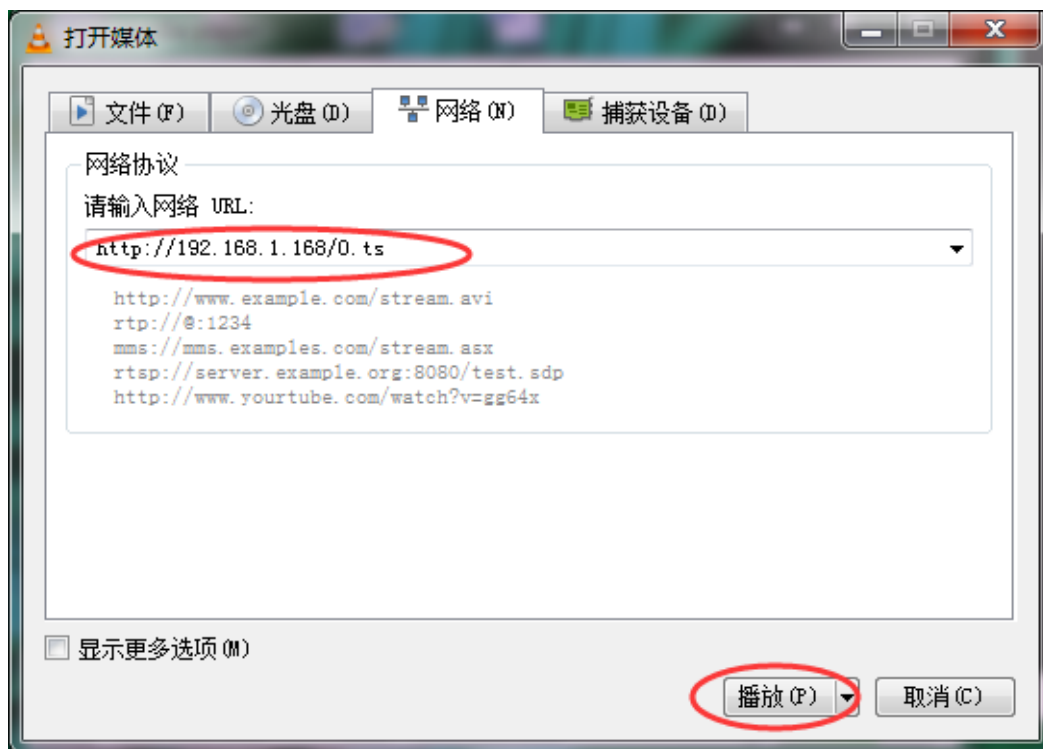 打开媒体
文件(F) 光盘(D) 网络(N) 捕获设备(D)
网络协议
请输入网络 URL:
http://192.168.1.168/0.ts
http://www.example.com/stream.avi
rtp://@:1234
mms://mms.examples.com/stream.asx
rtsp://server.example.org:8080/test.sdp
http://www.yourtube.com/watch?v=gg64x
显示更多选项(M)
播放(P) 取消(C)